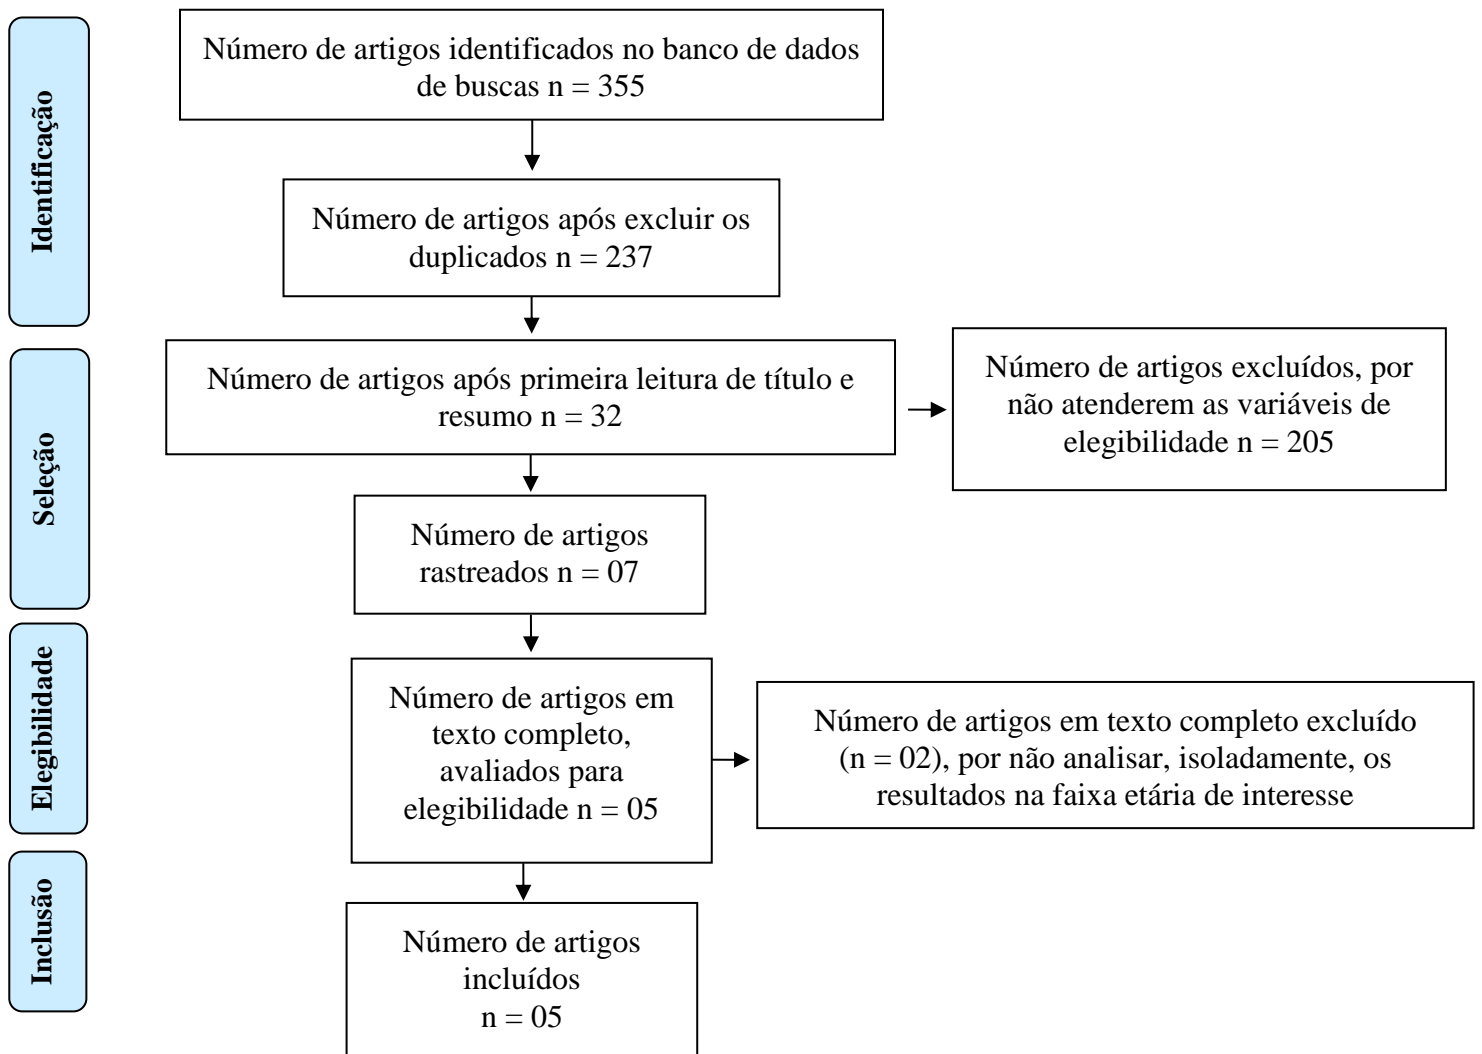 Identificação
Número de artigos identificados no banco de dados
de buscas n = 355
Número de artigos após excluir os
duplicados n = 237
Seleção
Número de artigos após primeira leitura de título e
resumo n = 32
Número de artigos excluídos, por
não atenderem as variáveis de
elegibilidade n = 205
Número de artigos
rastreados n = 07
Elegibilidade
Número de artigos em
texto completo,
avaliados para
elegibilidade n = 05
Número de artigos em texto completo excluído
(n = 02), por não analisar, isoladamente, os
resultados na faixa etária de interesse
Inclusão
Número de artigos
incluídos
n = 05